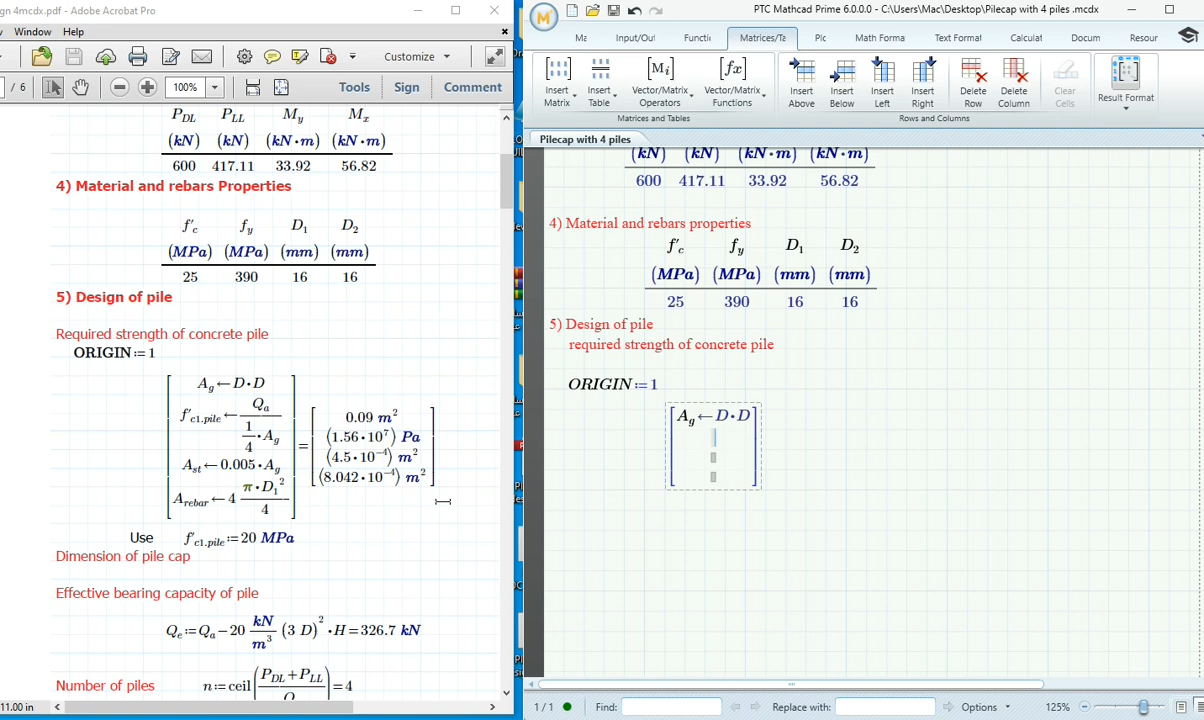 gn 4mcdx.pdf - Adobe Acrobat Pro
Window Help
/ 6 100% Customize
Tools Sign Comment
P_DL P_LL M_y M_x
(kN) (kN) (kN·m) (kN·m)
600 417.11 33.92 56.82
4) Material and rebars Properties
f'_c f_y D_1 D_2
(MPa) (MPa) (mm) (mm)
25 390 16 16
5) Design of pile
Required strength of concrete pile
ORIGIN := 1
A_g ← D·D
f'_c1.pile ← Q_a / (1/4 · A_g)
A_st ← 0.005·A_g
A_rebar ← 4 π·D_1^2 / 4
=
0.09 m^2
(1.56·10^7) Pa
(4.5·10^-4) m^2
(8.042·10^-4) m^2
Use f'_c1.pile := 20 MPa
Dimension of pile cap
Effective bearing capacity of pile
Q_e := Q_a − 20 kN/m^3 (3 D)^2 · H = 326.7 kN
Number of piles n := ceil(P_DL + P_LL / Q) = 4
11.00 in
PTC Mathcad Prime 6.0.0.0 - C:\Users\Mac\Desktop\Pilecap with 4 piles .mcdx
Ma Input/Out Functi Matrices/Ta Plc Math Forma Text Format Calculat Docum Resour
Insert Matrix
Insert Table
Vector/Matrix Operators
Vector/Matrix Functions
Insert Above
Insert Below
Insert Left
Insert Right
Delete Row
Delete Column
Clear Cells
Result Format
Matrices and Tables Rows and Columns
Pilecap with 4 piles
(kN) (kN) (kN·m) (kN·m)
600 417.11 33.92 56.82
4) Material and rebars properties
f'_c f_y D_1 D_2
(MPa) (MPa) (mm) (mm)
25 390 16 16
5) Design of pile
required strength of concrete pile
ORIGIN := 1
A_g ← D·D
1 / 1 Find: Replace with: Options 125%